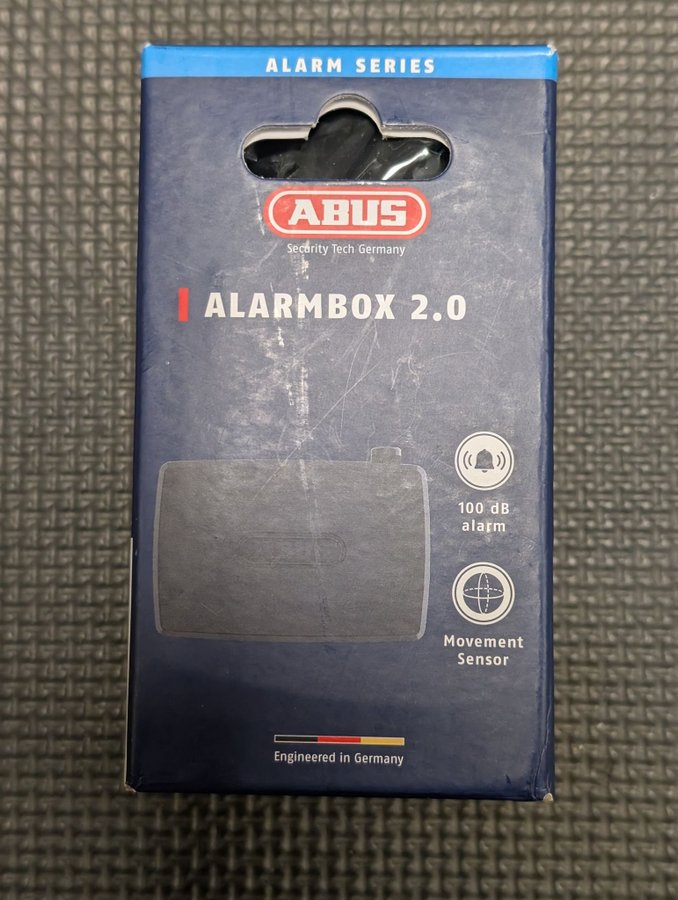 ALARM SERIES
ABUS
Security Tech Germany
ALARMBOX 2.0
100 dB
alarm
Movement
Sensor
Engineered in Germany